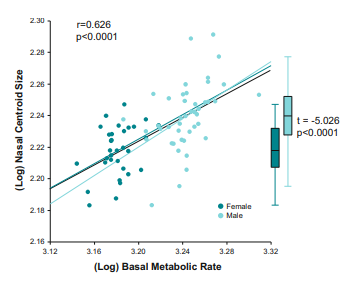 r=0.626
p<0.0001
(Log) Nasal Centroid Size
2.30
2.28
2.26
2.24
2.22
2.20
2.18
2.16
t = -5.026
p<0.0001
Female
Male
3.12
3.16
3.20
3.24
3.28
3.32
(Log) Basal Metabolic Rate